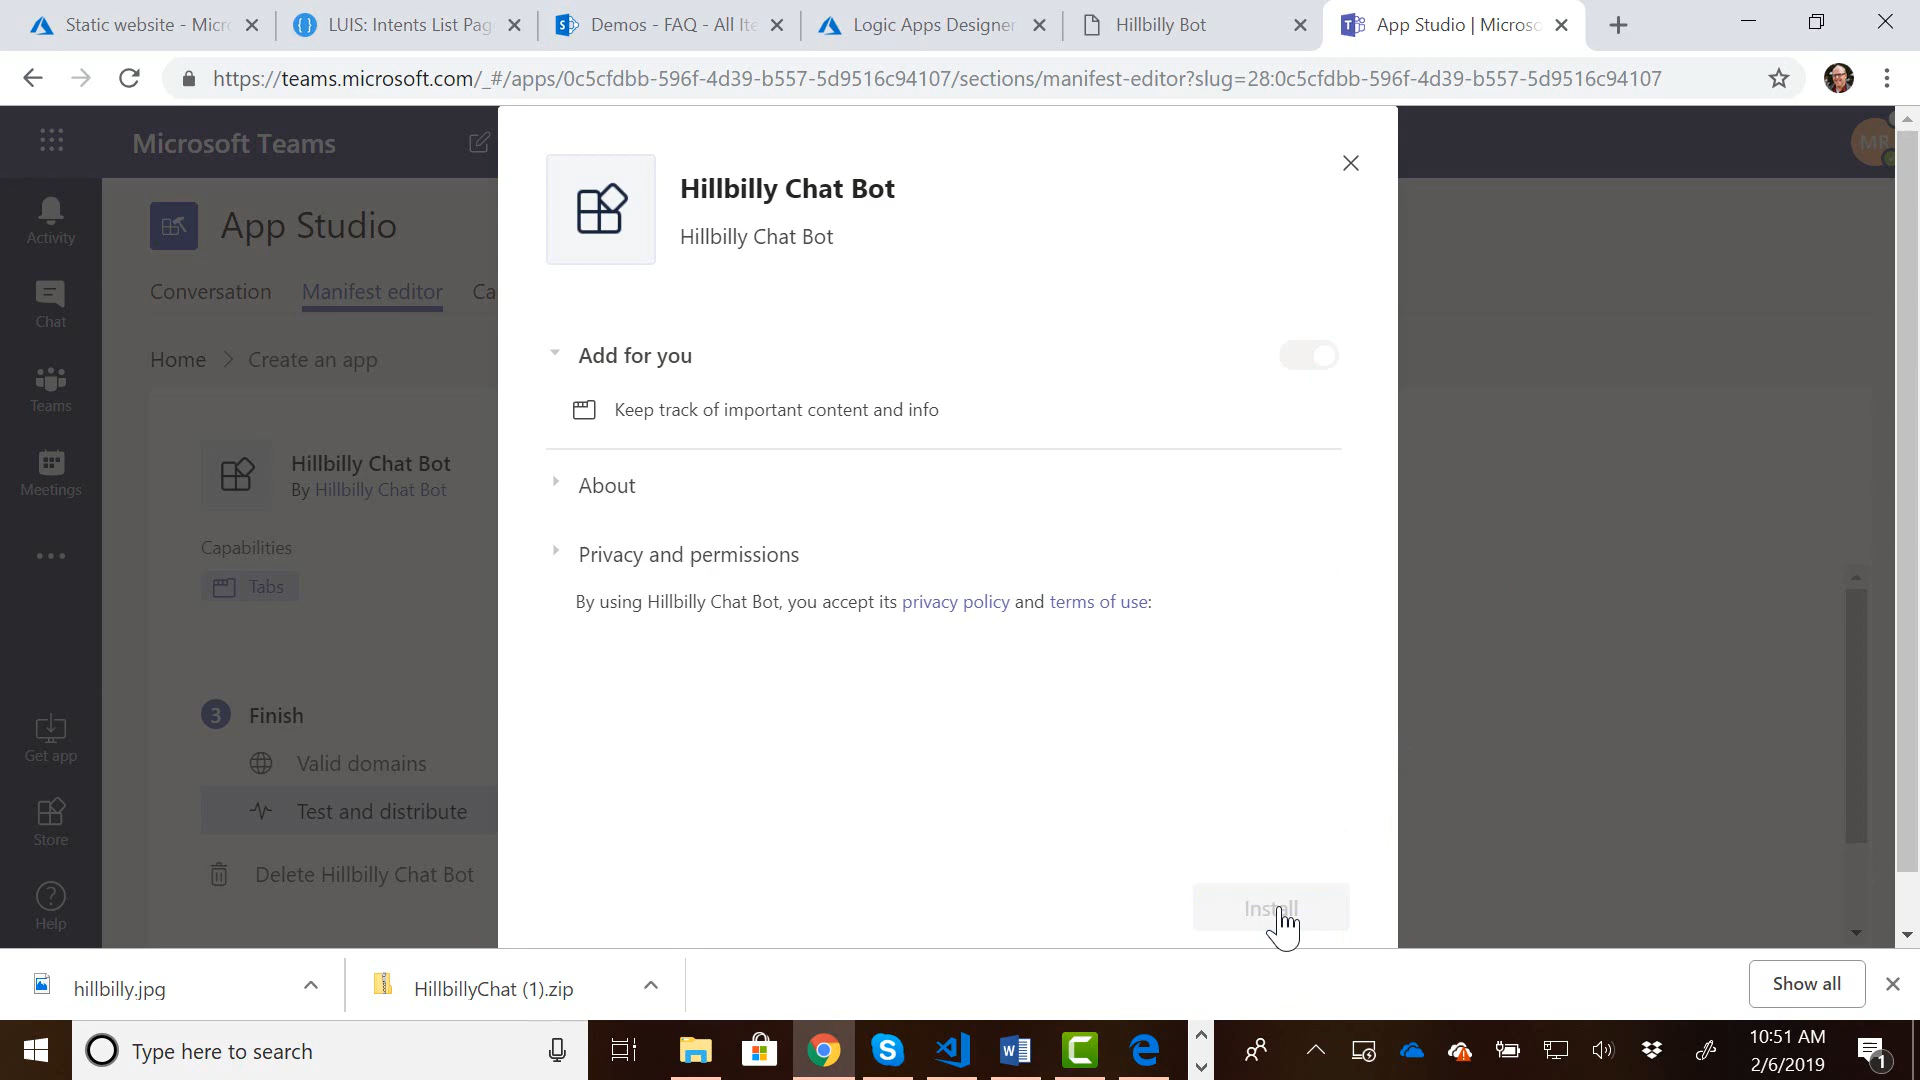 Static website - Micr
LUIS: Intents List Pag
Demos - FAQ - All Ite
Logic Apps Designer
Hillbilly Bot
App Studio | Microso
https://teams.microsoft.com/_#/apps/0c5cfdbb-596f-4d39-b557-5d9516c94107/sections/manifest-editor?slug=28:0c5cfdbb-596f-4d39-b557-5d9516c94107
Microsoft Teams
MR
Activity
Chat
Teams
Meetings
Get app
Store
Help
App Studio
Conversation
Manifest editor
Ca
Home > Create an app
Hillbilly Chat Bot
By Hillbilly Chat Bot
Capabilities
Tabs
3 Finish
Valid domains
Test and distribute
Delete Hillbilly Chat Bot
Hillbilly Chat Bot
Hillbilly Chat Bot
Add for you
Keep track of important content and info
About
Privacy and permissions
By using Hillbilly Chat Bot, you accept its privacy policy and terms of use:
Install
hillbilly.jpg
HillbillyChat (1).zip
Show all
Type here to search
10:51 AM
2/6/2019
1